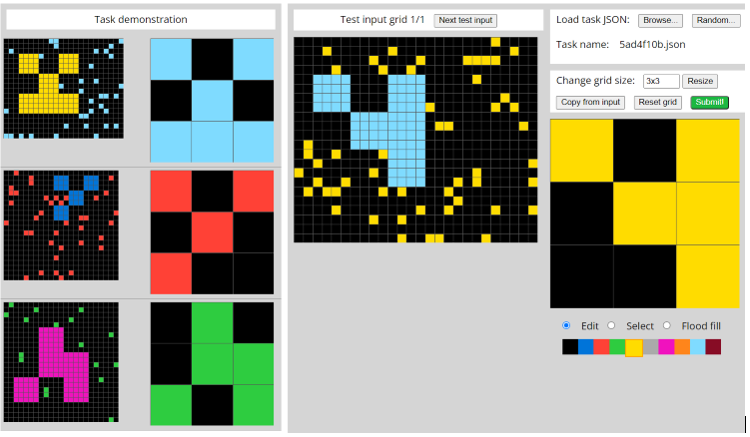 Task demonstration
Test input grid 1/1 Next test input
Load task JSON: Browse... Random...
Task name: 5ad4f10b.json
Change grid size: 3x3 Resize
Copy from input Reset grid Submit!
Edit Select Flood fill